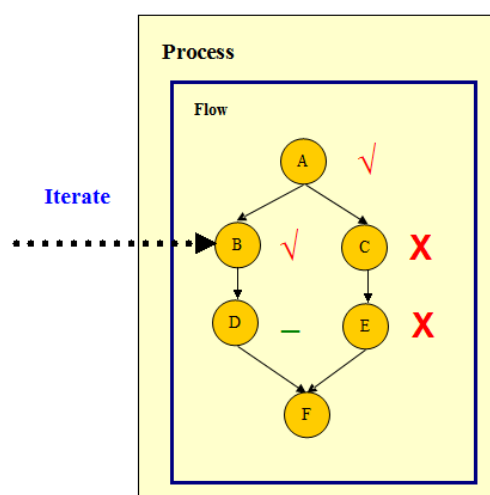 Process
Flow
A √
Iterate
B √ C X
D – E X
F